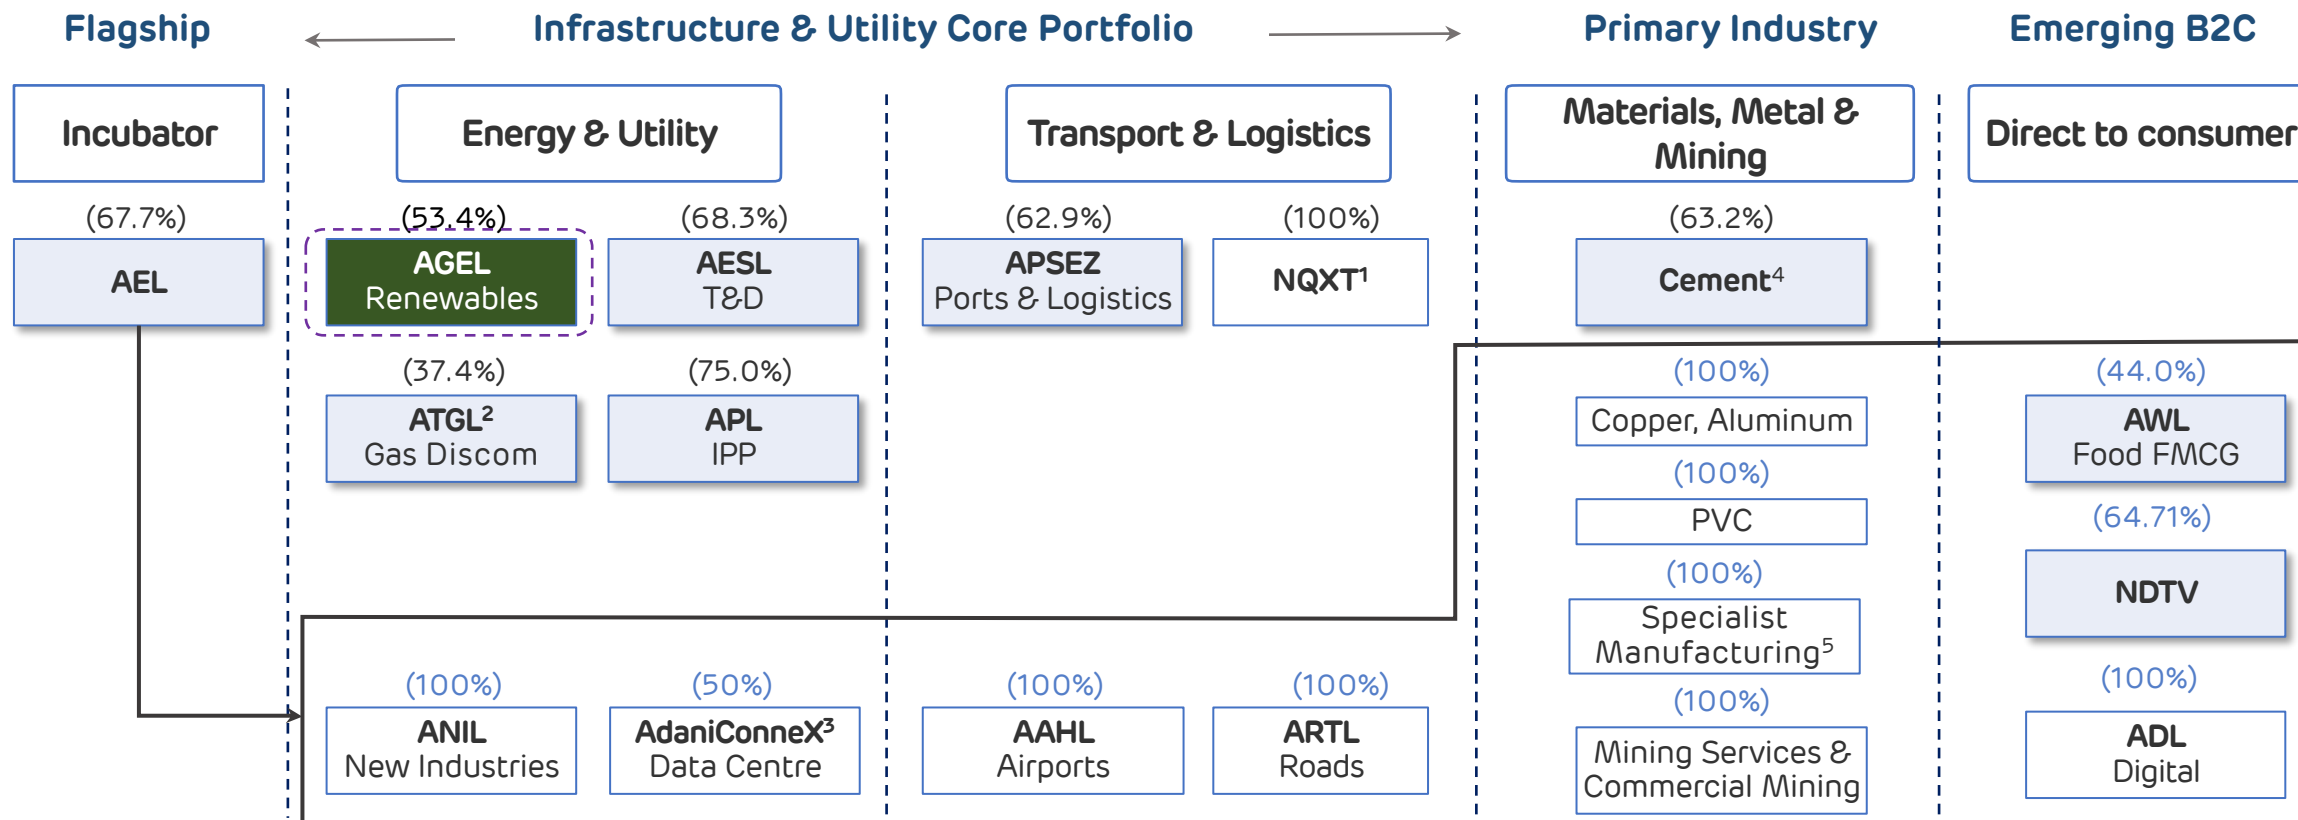 Flagship
Infrastructure & Utility Core Portfolio
Primary Industry
Emerging B2C
Incubator
Energy & Utility
Transport & Logistics
Materials, Metal &
Mining
Direct to consumer
(67.7%)
(53.4%)
(68.3%)
(62.9%)
(100%)
(63.2%)
AEL
AGEL
Renewables
AESL
T&D
APSEZ
Ports & Logistics
NQXT¹
Cement⁴
(37.4%)
(75.0%)
(100%)
(44.0%)
ATGL²
Gas Discom
APL
IPP
Copper, Aluminum
AWL
Food FMCG
(100%)
PVC
(64.71%)
NDTV
(100%)
Specialist
Manufacturing⁵
(100%)
(50%)
(100%)
(100%)
(100%)
(100%)
ANIL
New Industries
AdaniConneX³
Data Centre
AAHL
Airports
ARTL
Roads
Mining Services &
Commercial Mining
ADL
Digital